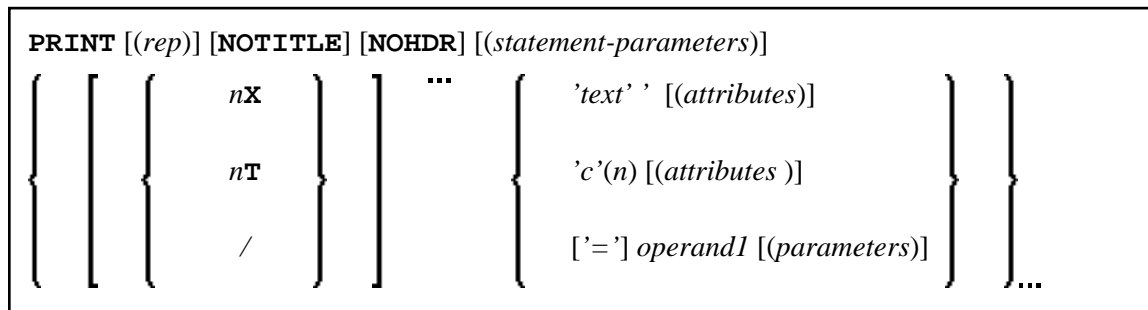 PRINT [(rep)] [NOTITLE] [NOHDR] [(statement-parameters)]
{ [ { nX } ] ... { ’text’ ’ [(attributes)] } }
nT ’c’(n) [(attributes )]
/ [’=’] operand1 [(parameters)] ...